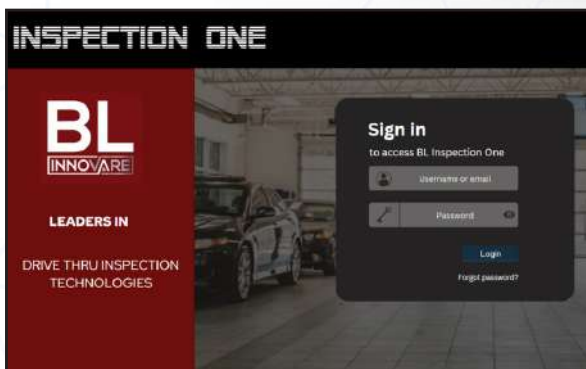 INSPECTION ONE
BL
INNOVARE
LEADERS IN
DRIVE THRU INSPECTION
TECHNOLOGIES
Sign in
to access BL Inspection One
Username or email
Password
Login
Forgot password?